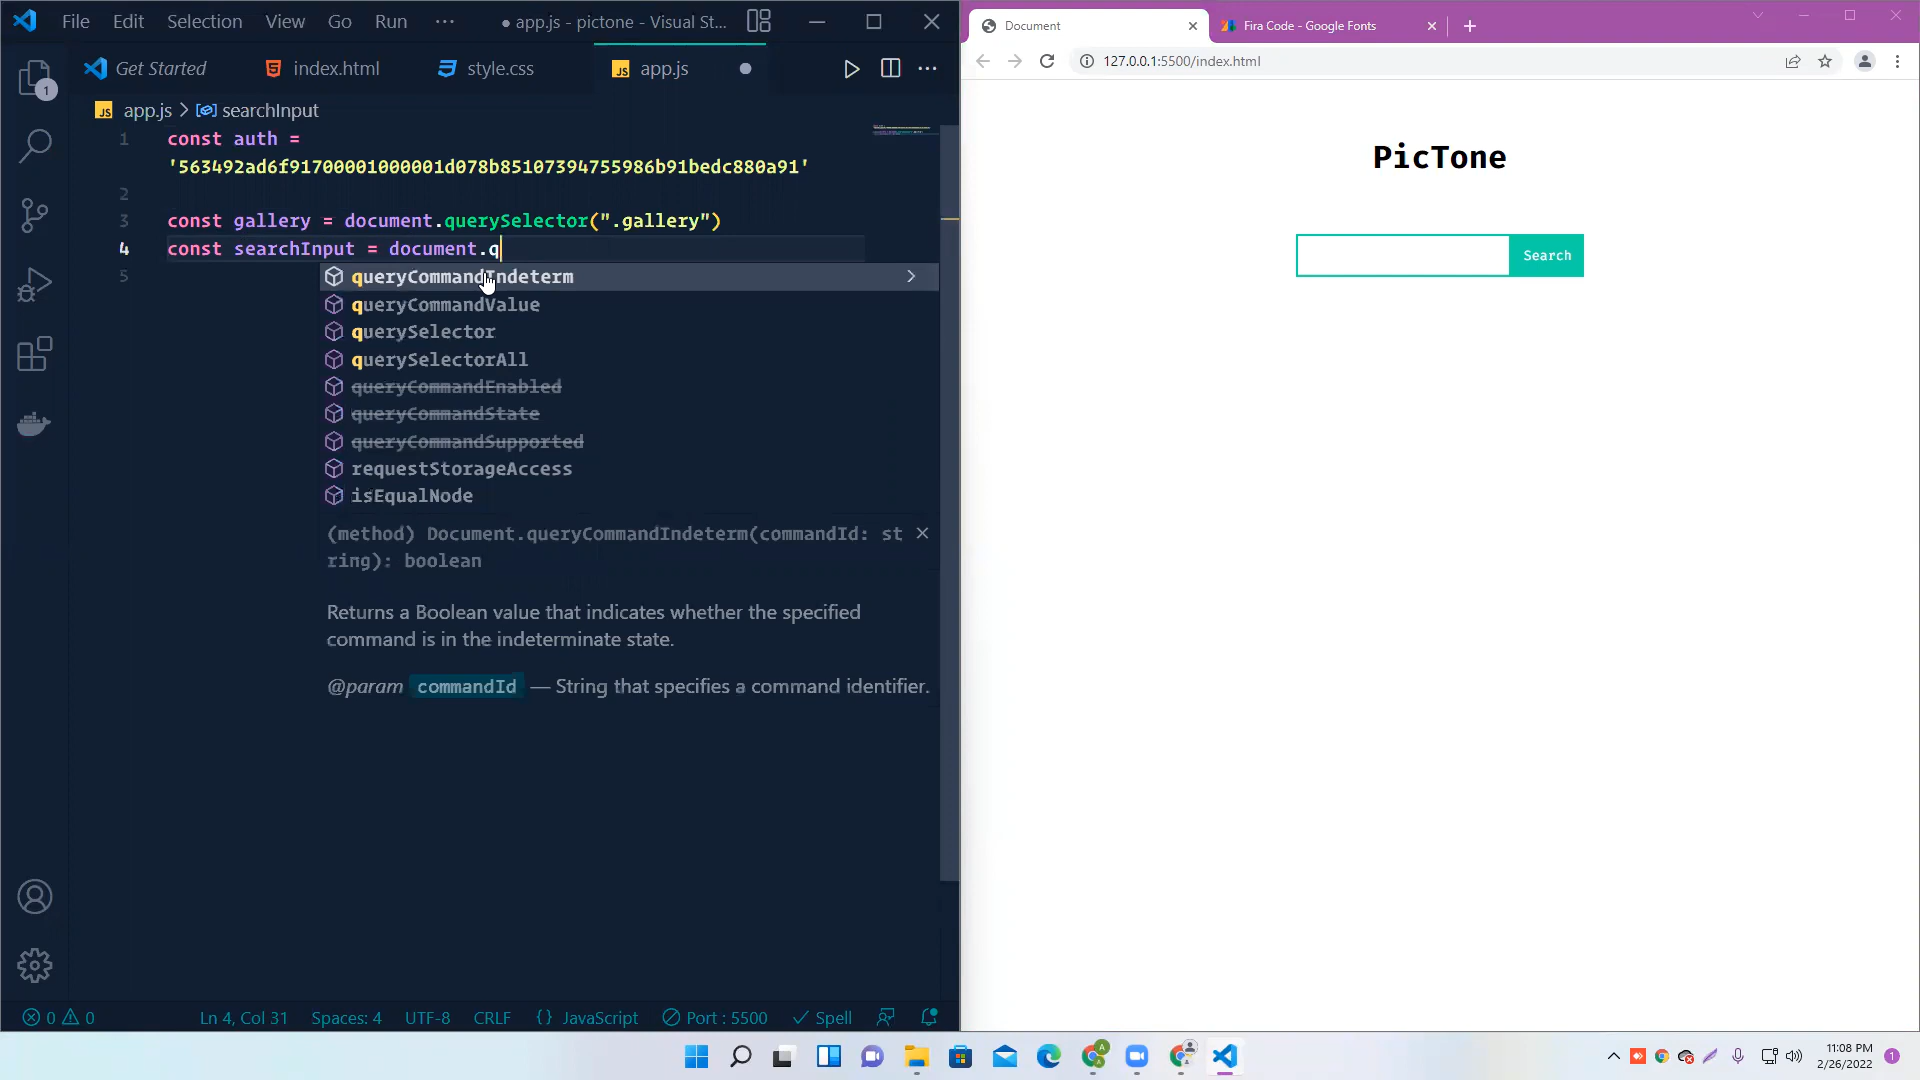 File Edit Selection View Go Run ··· ● app.js - pictone - Visual St...
Get Started index.html style.css JS app.js ●
1
JS app.js > searchInput
1 const auth =
'563492ad6f91700001000001d078b85107394755986b91bedc880a91'
2
3 const gallery = document.querySelector(".gallery")
4 const searchInput = document.q
5
queryCommandIndeterm
queryCommandValue
querySelector
querySelectorAll
queryCommandEnabled
queryCommandState
queryCommandSupported
requestStorageAccess
isEqualNode
(method) Document.queryCommandIndeterm(commandId: st
ring): boolean
Returns a Boolean value that indicates whether the specified
command is in the indeterminate state.
@param commandId — String that specifies a command identifier.
0 0 Ln 4, Col 31 Spaces: 4 UTF-8 CRLF {} JavaScript Port : 5500 Spell
Document Fira Code - Google Fonts
127.0.0.1:5500/index.html
PicTone
Search
A
11:08 PM
2/26/2022
1